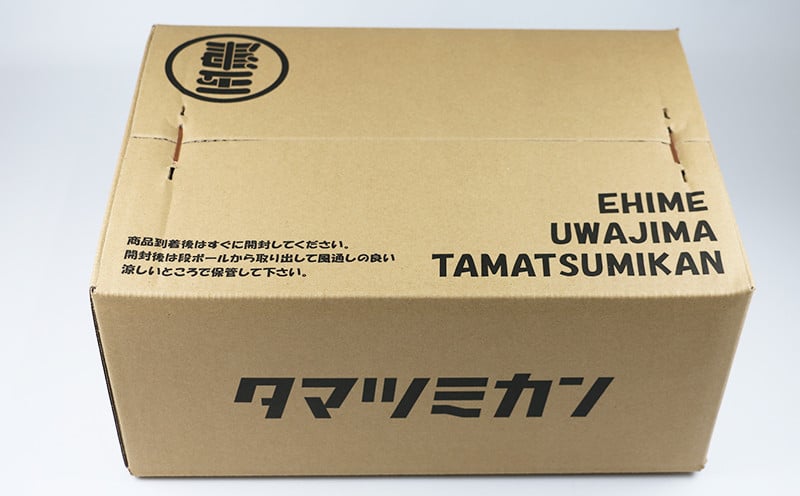 EHIME
UWAJIMA
TAMATSUMIKAN
商品到着後はすぐに開封してください。
開封後は段ボールから取り出して風通しの良い
涼しいところで保管して下さい。
タマツミカン